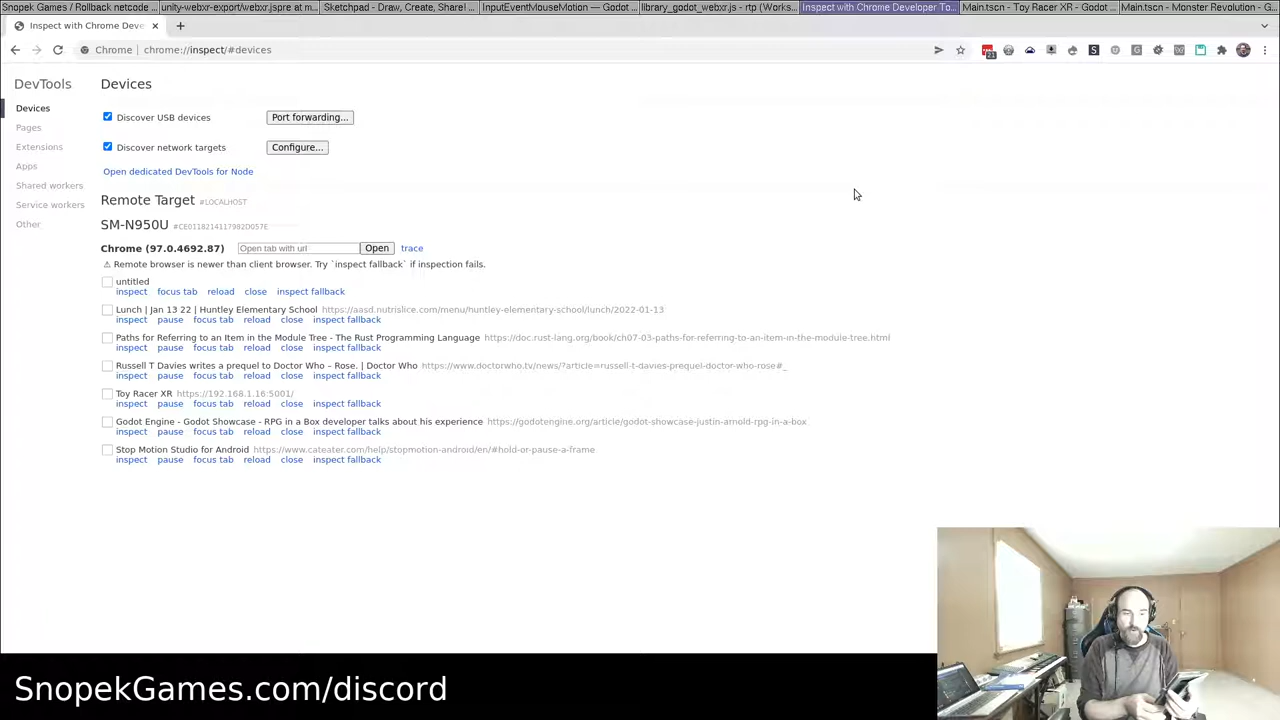 Snopek Games / Rollback netcode ...
unity-webxr-export/webxr.jspre at m...
Sketchpad - Draw, Create, Share! ...
InputEventMouseMotion — Godot ...
library_godot_webxr.js - rtp (Works...
Inspect with Chrome Developer To...
Main.tscn - Toy Racer XR - Godot ...
Main.tscn - Monster Revolution - G...
Inspect with Chrome Deve
Chrome
chrome://inspect/#devices
DevTools
Devices
Pages
Extensions
Apps
Shared workers
Service workers
Other
Devices
Discover USB devices Port forwarding...
Discover network targets Configure...
Open dedicated DevTools for Node
Remote Target #LOCALHOST
SM-N950U #CE0118214117982D057E
Chrome (97.0.4692.87) Open tab with url Open trace
⚠ Remote browser is newer than client browser. Try `inspect fallback` if inspection fails.
untitled
inspect focus tab reload close inspect fallback
Lunch | Jan 13 22 | Huntley Elementary School https://aasd.nutrislice.com/menu/huntley-elementary-school/lunch/2022-01-13
inspect pause focus tab reload close inspect fallback
Paths for Referring to an Item in the Module Tree - The Rust Programming Language https://doc.rust-lang.org/book/ch07-03-paths-for-referring-to-an-item-in-the-module-tree.html
inspect pause focus tab reload close inspect fallback
Russell T Davies writes a prequel to Doctor Who – Rose. | Doctor Who https://www.doctorwho.tv/news/?article=russell-t-davies-prequel-doctor-who-rose#_
inspect pause focus tab reload close inspect fallback
Toy Racer XR https://192.168.1.16:5001/
inspect pause focus tab reload close inspect fallback
Godot Engine - Godot Showcase - RPG in a Box developer talks about his experience https://godotengine.org/article/godot-showcase-justin-arnold-rpg-in-a-box
inspect pause focus tab reload close inspect fallback
Stop Motion Studio for Android https://www.cateater.com/help/stopmotion-android/en/#hold-or-pause-a-frame
inspect pause focus tab reload close inspect fallback
SnopekGames.com/discord